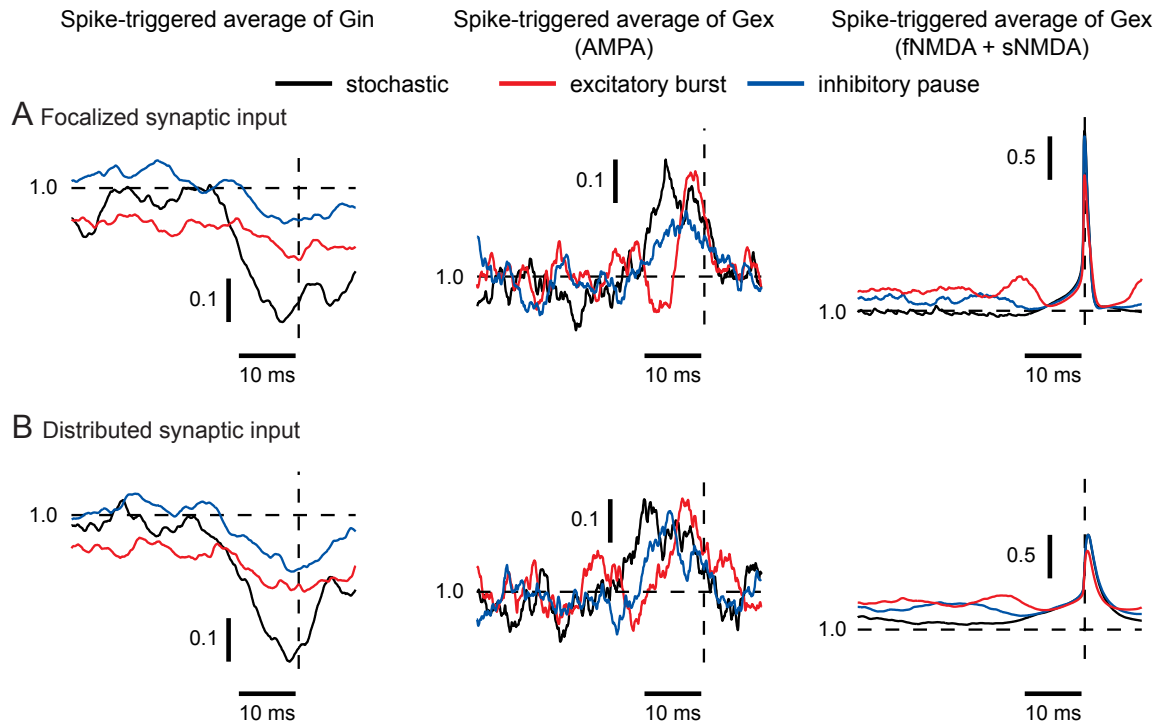 Spike-triggered average of Gin
Spike-triggered average of Gex
(AMPA)
Spike-triggered average of Gex
(fNMDA + sNMDA)
stochastic
excitatory burst
inhibitory pause
A Focalized synaptic input
1.0
0.1
10 ms
0.1
1.0
10 ms
0.5
1.0
10 ms
B Distributed synaptic input
1.0
0.1
10 ms
0.1
1.0
10 ms
0.5
1.0
10 ms